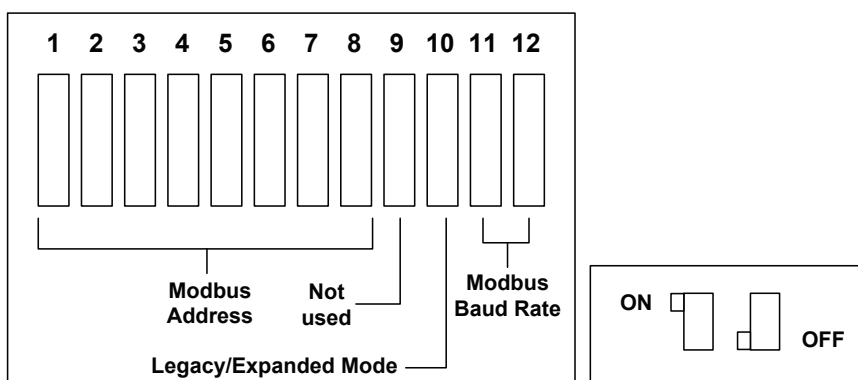 1 2 3 4 5 6 7 8 9 10 11 12
Modbus
Address
Not
used
Modbus
Baud Rate
Legacy/Expanded Mode
ON
OFF